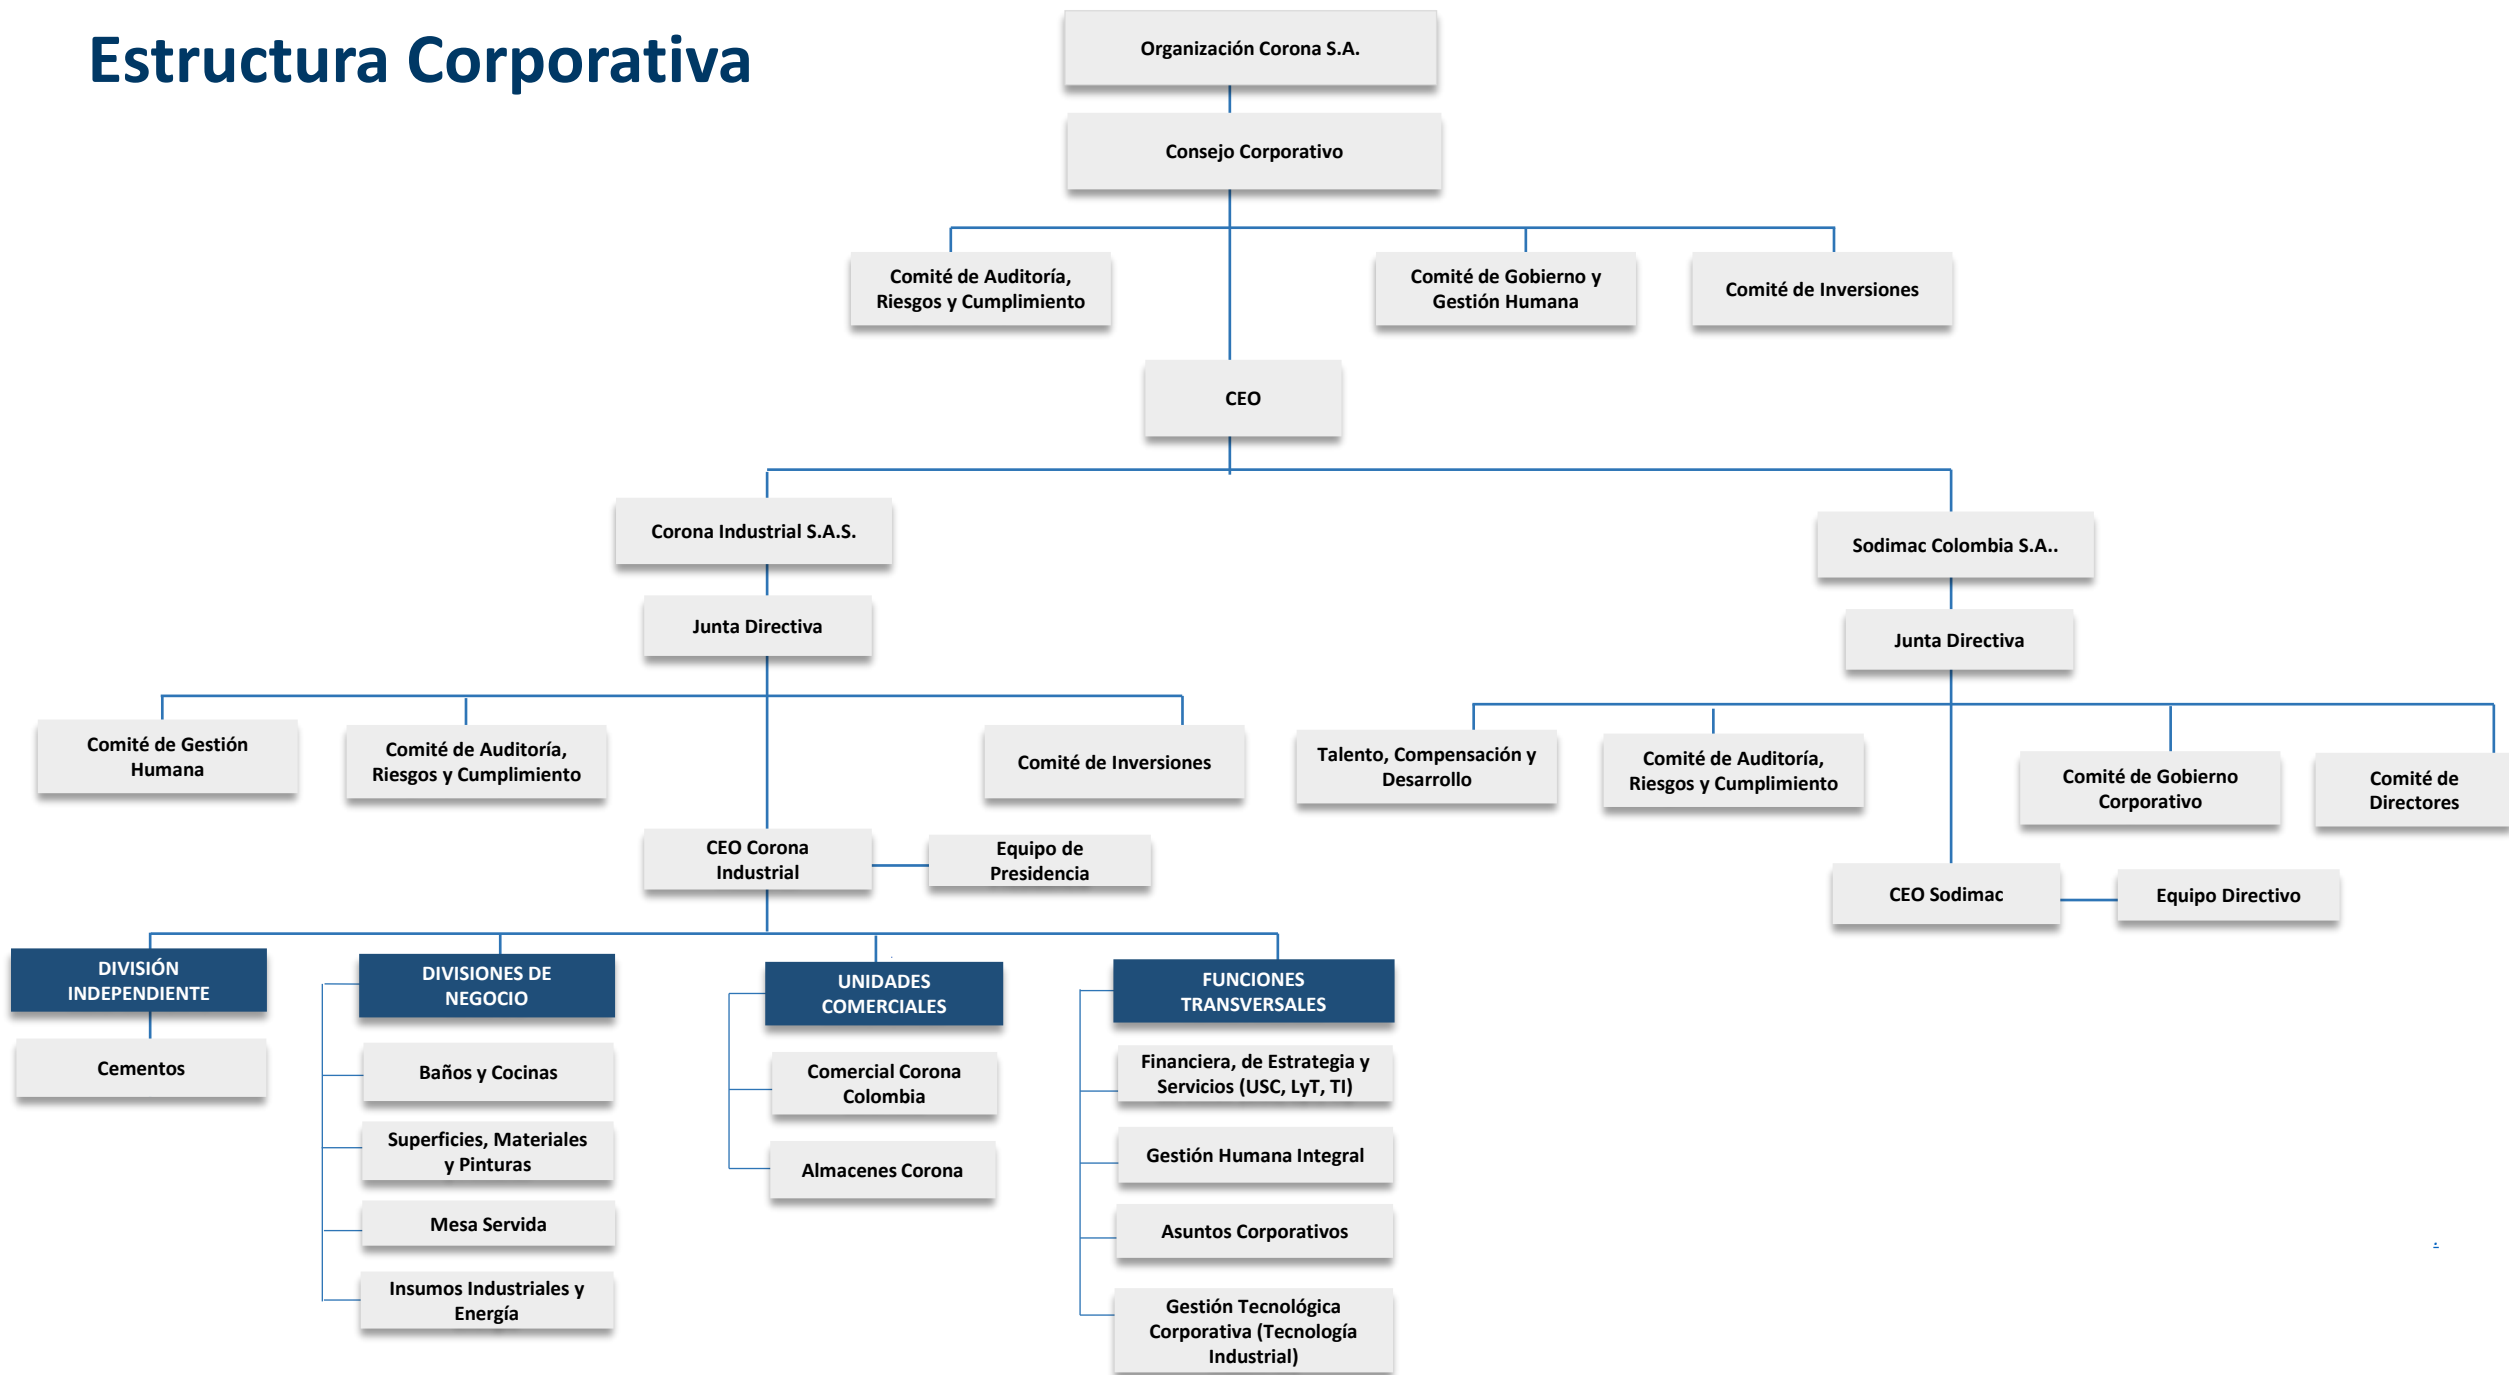 Estructura Corporativa
Organización Corona S.A.
Consejo Corporativo
Comité de Auditoría,
Riesgos y Cumplimiento
Comité de Gobierno y
Gestión Humana
Comité de Inversiones
CEO
Corona Industrial S.A.S.
Sodimac Colombia S.A..
Junta Directiva
Junta Directiva
Comité de Gestión
Humana
Comité de Auditoría,
Riesgos y Cumplimiento
Comité de Inversiones
Talento, Compensación y
Desarrollo
Comité de Auditoría,
Riesgos y Cumplimiento
Comité de Gobierno
Corporativo
Comité de
Directores
CEO Corona
Industrial
Equipo de
Presidencia
CEO Sodimac
Equipo Directivo
DIVISIÓN
INDEPENDIENTE
Cementos
DIVISIONES DE
NEGOCIO
Baños y Cocinas
Superficies, Materiales
y Pinturas
Mesa Servida
Insumos Industriales y
Energía
UNIDADES
COMERCIALES
Comercial Corona
Colombia
Almacenes Corona
FUNCIONES
TRANSVERSALES
Financiera, de Estrategia y
Servicios (USC, LyT, TI)
Gestión Humana Integral
Asuntos Corporativos
Gestión Tecnológica
Corporativa (Tecnología
Industrial)